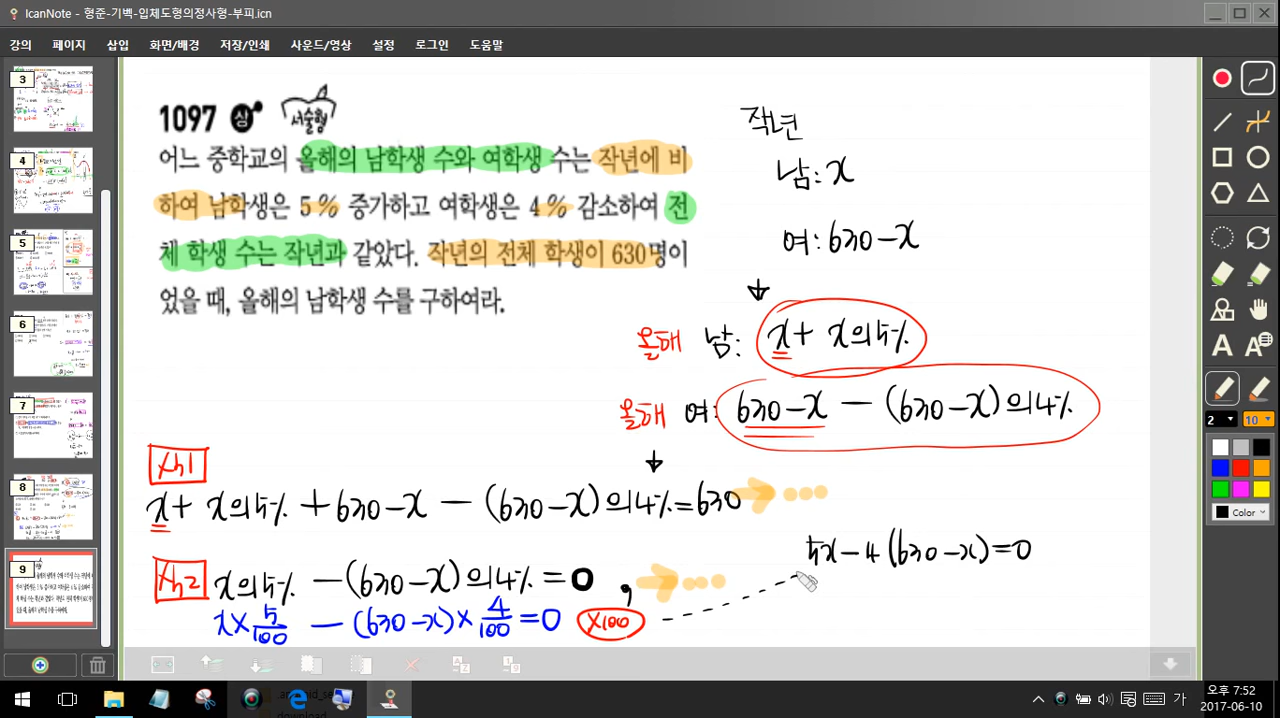 IcanNote - 형준-기백-입체도형의정사형-부피.icn
강의 페이지 삽입 화면/배경 저장/인쇄 사운드/영상 설정 로그인 도움말
3
4
5
6
7
8
9
1097 상 서술형
어느 중학교의 올해의 남학생 수와 여학생 수는 작년에 비
하여 남학생은 5 % 증가하고 여학생은 4 % 감소하여 전
체 학생 수는 작년과 같았다. 작년의 전체 학생이 630명이
었을 때, 올해의 남학생 수를 구하여라.
작년
남: x
여: 630-x
올해 남: x+ x의 5%
올해 여: 630-x - (630-x)의 4%
식1
x+ x의 5% +630-x - (630-x)의 4%=630
식2 x의 5% -(630-x)의 4%=0 ,
x×5/100 -(630-x)×4/100=0 ×100
5x-4(630-x)=0
2 10
Color
가
오후 7:52
2017-06-10